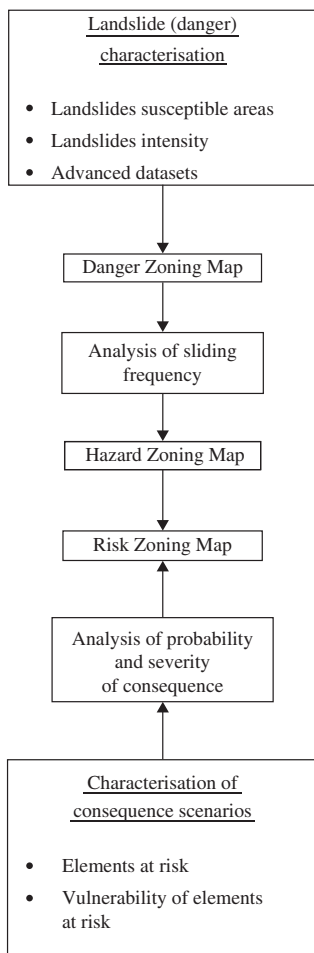 Landslide (danger)
characterisation
• Landslides susceptible areas
• Landslides intensity
• Advanced datasets
Danger Zoning Map
Analysis of sliding
frequency
Hazard Zoning Map
Risk Zoning Map
Analysis of probability
and severity
of consequence
Characterisation of
consequence scenarios
• Elements at risk
• Vulnerability of elements
at risk